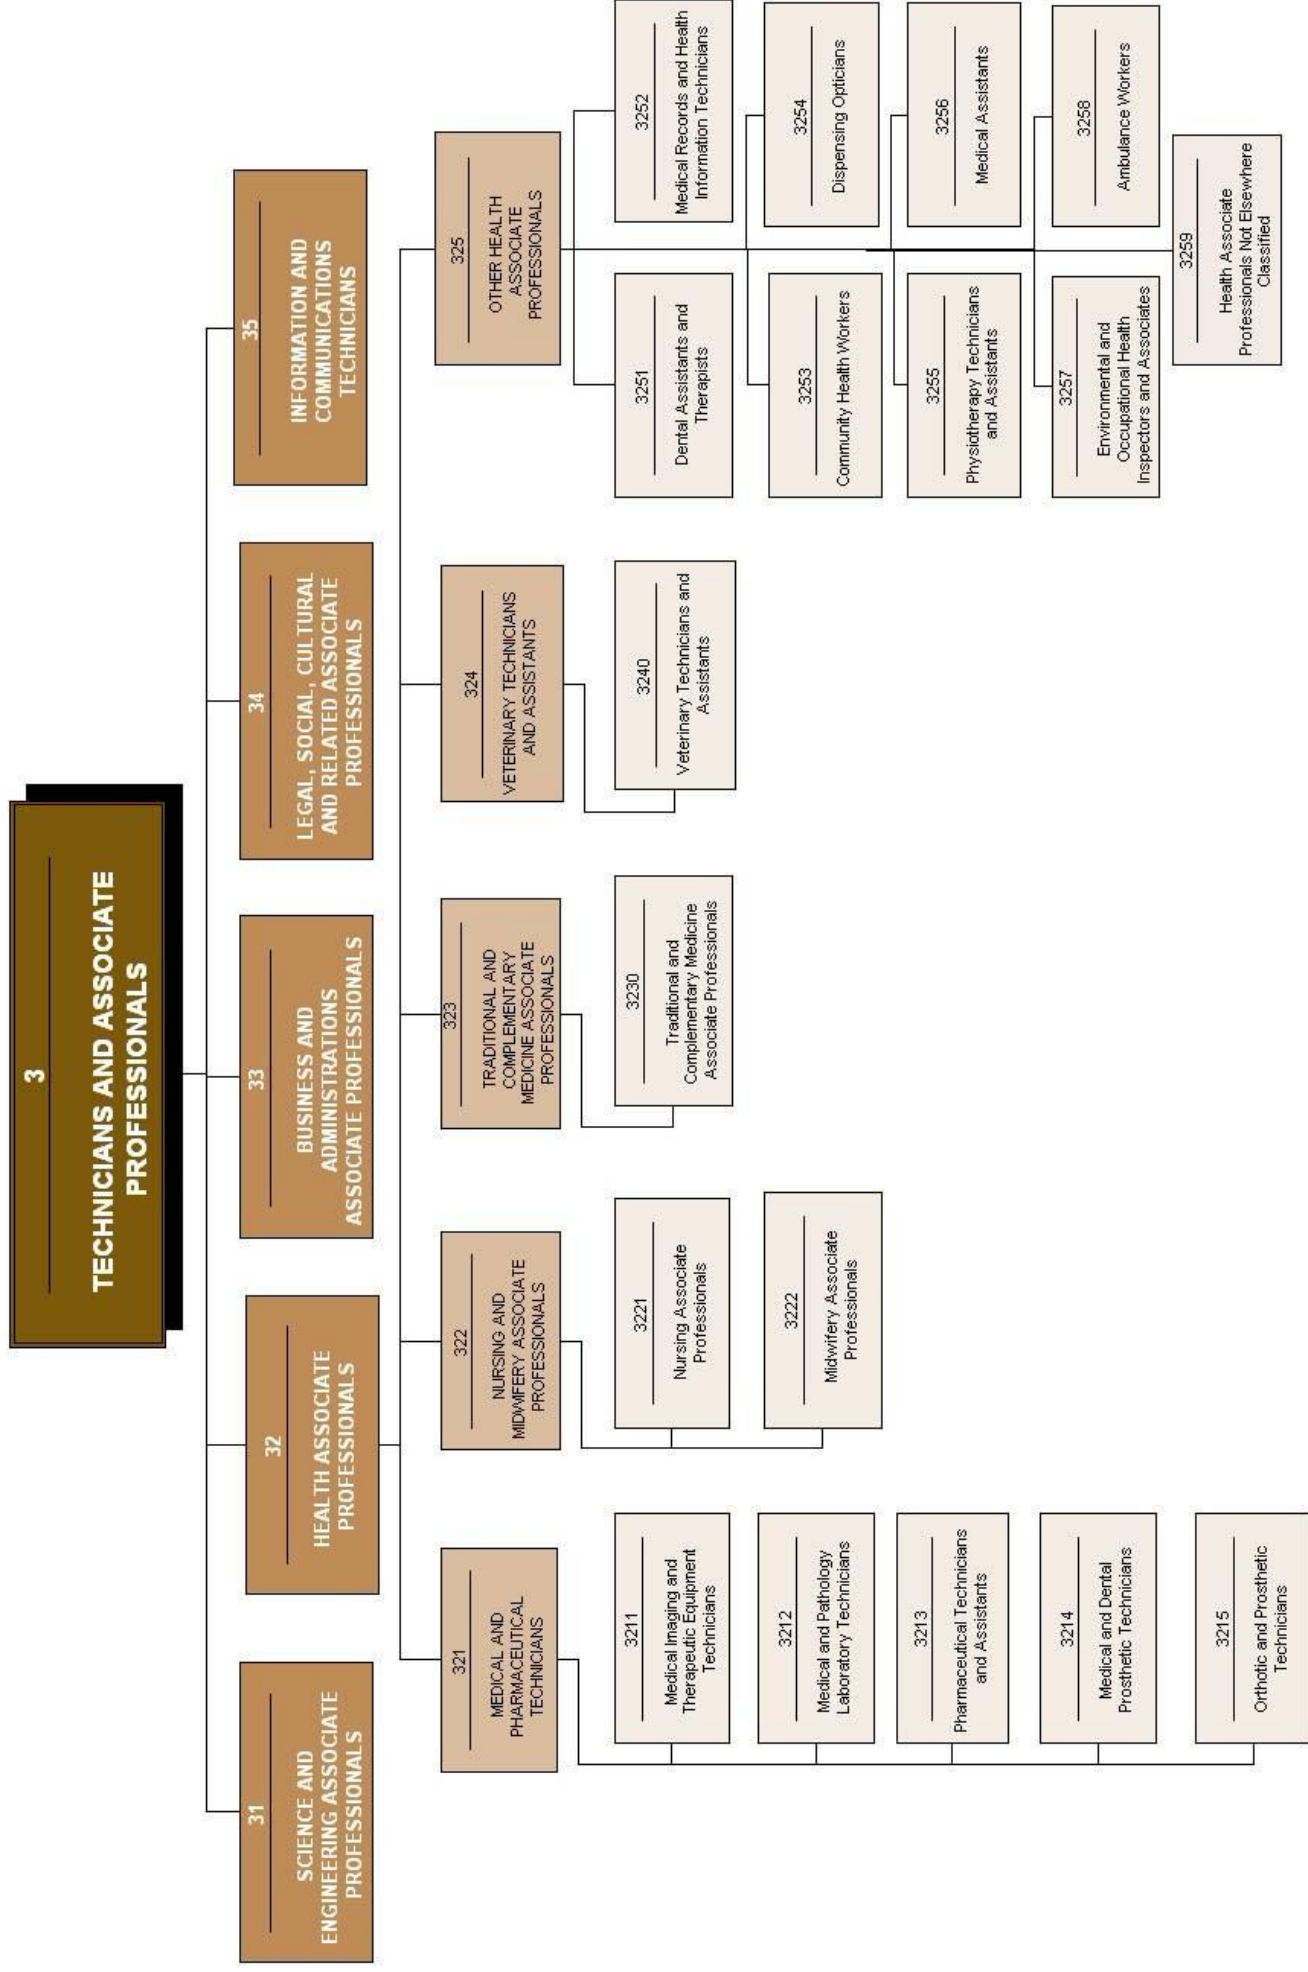 3
TECHNICIANS AND ASSOCIATE
PROFESSIONALS
31
SCIENCE AND
ENGINEERING ASSOCIATE
PROFESSIONALS
32
HEALTH ASSOCIATE
PROFESSIONALS
33
BUSINESS AND
ADMINISTRATIONS
ASSOCIATE PROFESSIONALS
34
LEGAL, SOCIAL, CULTURAL
AND RELATED ASSOCIATE
PROFESSIONALS
35
INFORMATION AND
COMMUNICATIONS
TECHNICIANS
321
MEDICAL AND
PHARMACEUTICAL
TECHNICIANS
322
NURSING AND
MIDWIFERY ASSOCIATE
PROFESSIONALS
323
TRADITIONAL AND
COMPLEMENTARY
MEDICINE ASSOCIATE
PROFESSIONALS
324
VETERINARY TECHNICIANS
AND ASSISTANTS
325
OTHER HEALTH
ASSOCIATE
PROFESSIONALS
3211
Medical Imaging and
Therapeutic Equipment
Technicians
3212
Medical and Pathology
Laboratory Technicians
3213
Pharmaceutical Technicians
and Assistants
3214
Medical and Dental
Prosthetic Technicians
3215
Orthotic and Prosthetic
Technicians
3221
Nursing Associate
Professionals
3222
Midwifery Associate
Professionals
3230
Traditional and
Complementary Medicine
Associate Professionals
3240
Veterinary Technicians and
Assistants
3251
Dental Assistants and
Therapists
3252
Medical Records and Health
Information Technicians
3253
Community Health Workers
3254
Dispensing Opticians
3255
Physiotherapy Technicians
and Assistants
3256
Medical Assistants
3257
Environmental and
Occupational Health
Inspectors and Associates
3258
Ambulance Workers
3259
Health Associate
Professionals Not Elsewhere
Classified